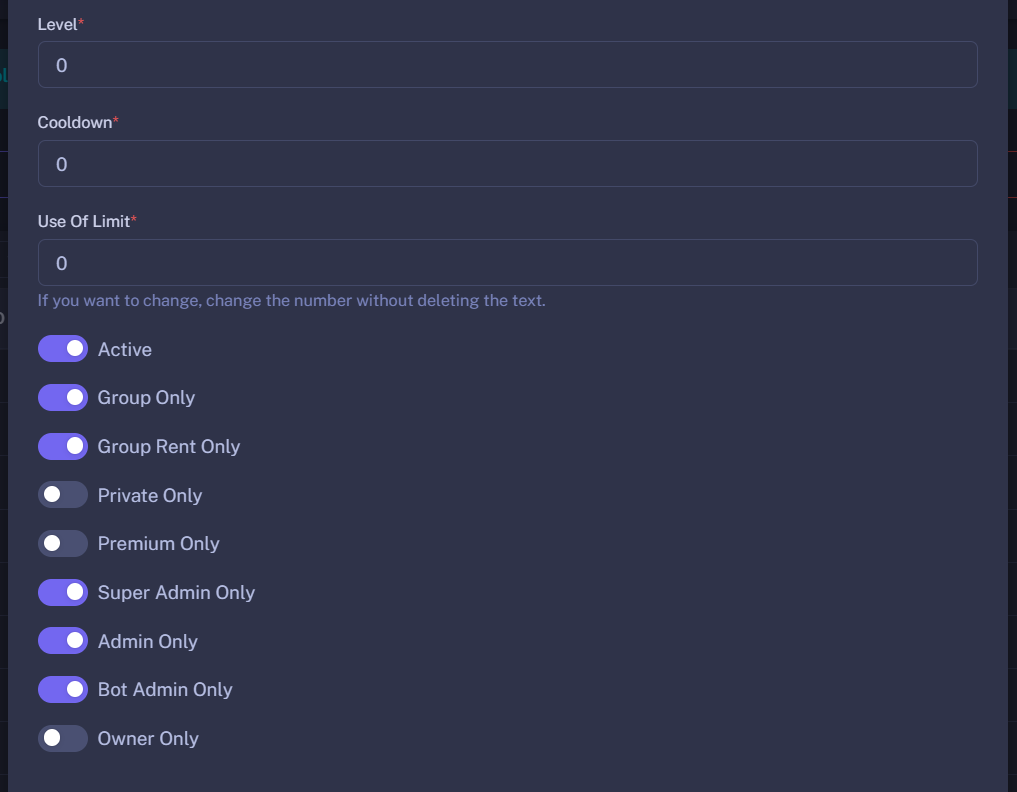 Level*
0
Cooldown*
0
Use Of Limit*
0
If you want to change, change the number without deleting the text.
Active
Group Only
Group Rent Only
Private Only
Premium Only
Super Admin Only
Admin Only
Bot Admin Only
Owner Only